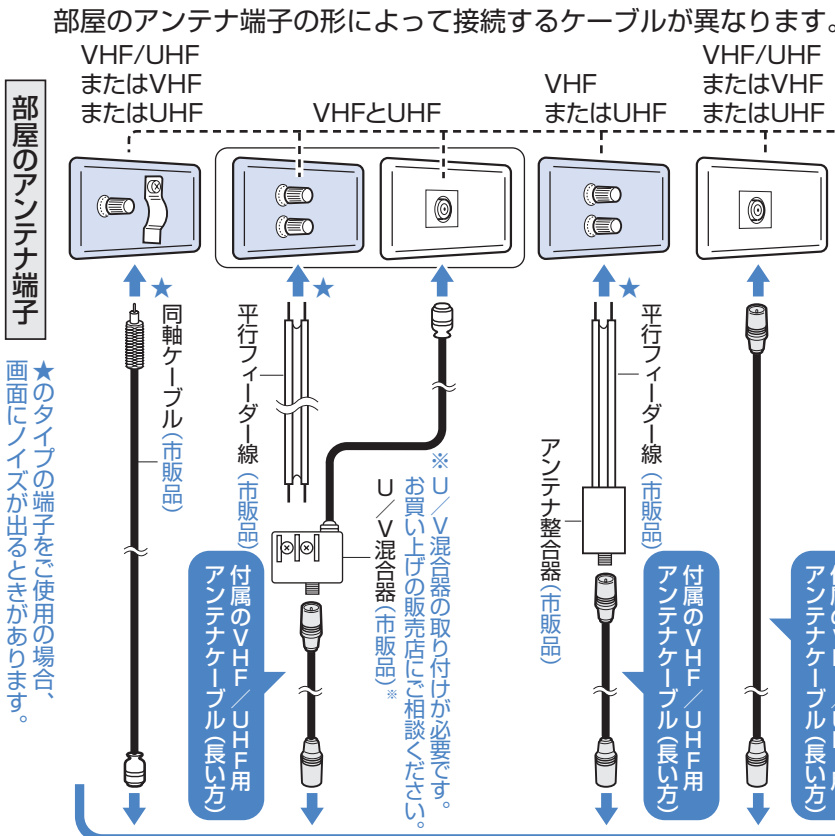 部屋のアンテナ端子の形によって接続するケーブルが異なります。
VHF/UHF
またはVHF
またはUHF
VHFとUHF
VHF
またはUHF
VHF/UHF
またはVHF
またはUHF
部屋のアンテナ端子
★
★
★
★のタイプの端子をご使用の場合、
画面にノイズが出るときがあります。
同軸ケーブル(市販品)
平行フィーダー線(市販品)
U/V混合器(市販品)※
※U/V混合器の取り付けが必要です。
お買い上げの販売店にご相談ください。
付属のVHF/UHF用
アンテナケーブル(長い方)
平行フィーダー線(市販品)
アンテナ整合器(市販品)
付属のVHF/UHF用
アンテナケーブル(長い方)
アンテナケーブル(長い方)